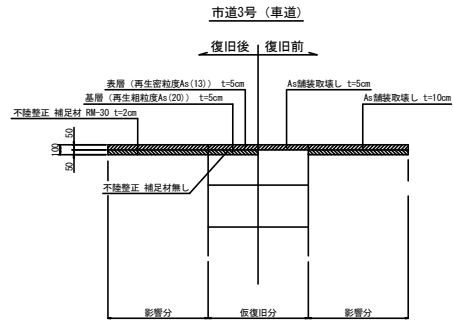 市道3号（車道）
復旧後 復旧前
表層（再生密粒度As(13)）t=5cm
As舗装取壊し t=5cm
基層（再生粗粒度As(20)）t=5cm
As舗装取壊し t=10cm
不陸整正 補足材 RM-30 t=2cm
50
100
50
不陸整正 補足材無し
影響分 仮復旧分 影響分